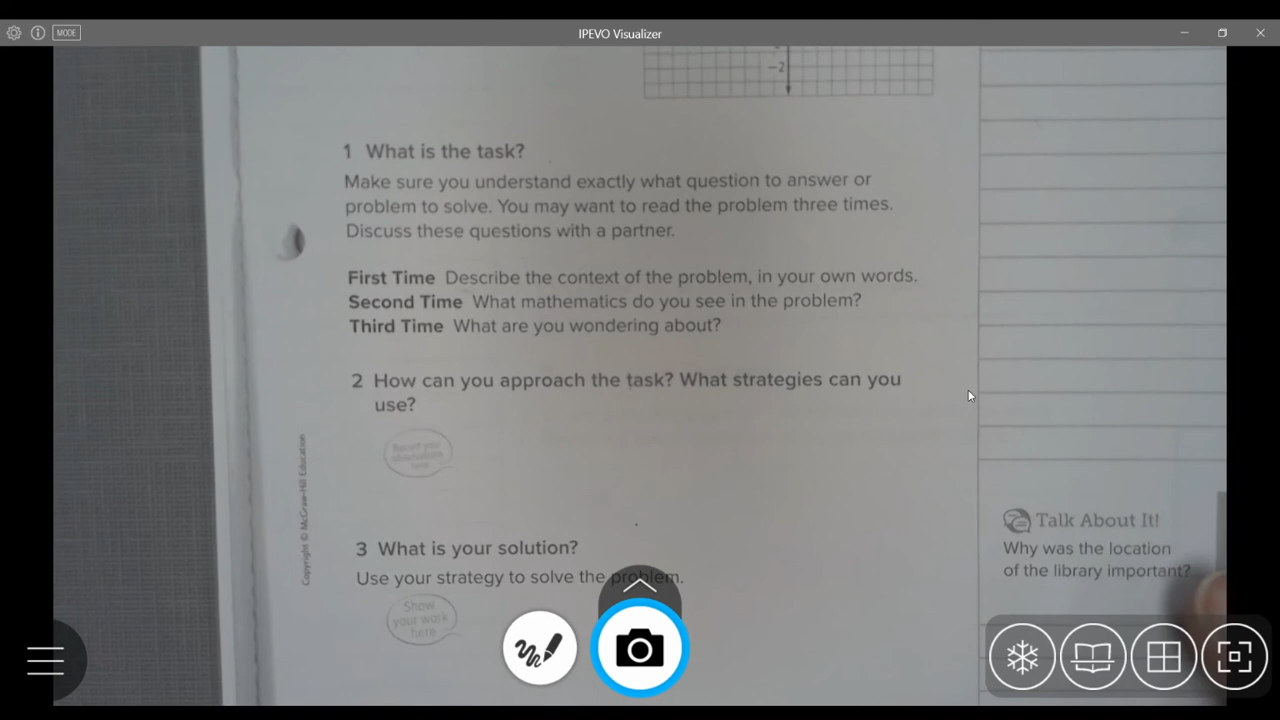 MODE
IPEVO Visualizer
-2
1 What is the task?
Make sure you understand exactly what question to answer or
problem to solve. You may want to read the problem three times.
Discuss these questions with a partner.
First Time Describe the context of the problem, in your own words.
Second Time What mathematics do you see in the problem?
Third Time What are you wondering about?
2 How can you approach the task? What strategies can you
use?
Record your
observations
here
3 What is your solution?
Use your strategy to solve the problem.
Show
your work
here
Copyright © McGraw-Hill Education
Talk About It!
Why was the location
of the library important?